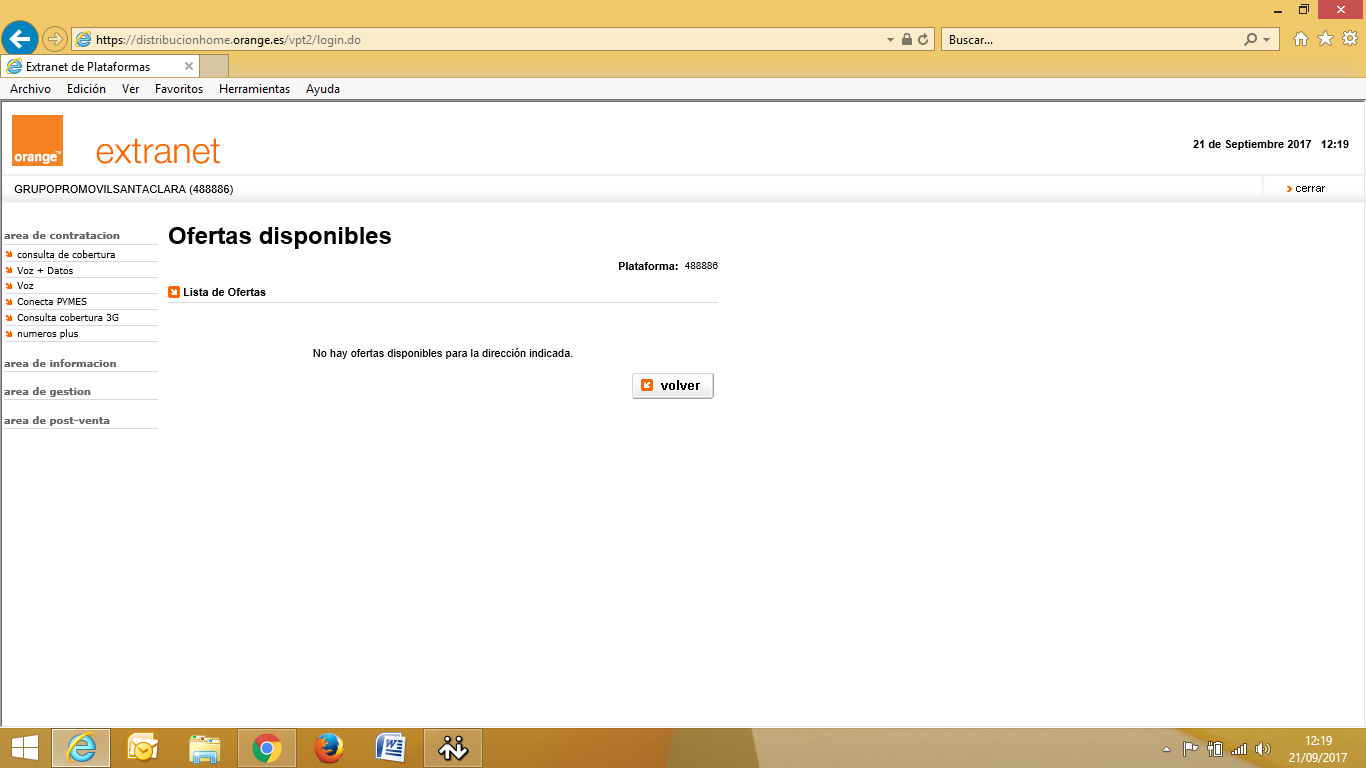 https://distribucionhome.orange.es/vpt2/login.do
Buscar...
Extranet de Plataformas
Archivo Edición Ver Favoritos Herramientas Ayuda
orange™
extranet
21 de Septiembre 2017 12:19
GRUPOPROMOVILSANTACLARA (488886)
cerrar
area de contratacion
consulta de cobertura
Voz + Datos
Voz
Conecta PYMES
Consulta cobertura 3G
numeros plus
area de informacion
area de gestion
area de post-venta
Ofertas disponibles
Plataforma: 488886
Lista de Ofertas
No hay ofertas disponibles para la dirección indicada.
volver
12:19
21/09/2017